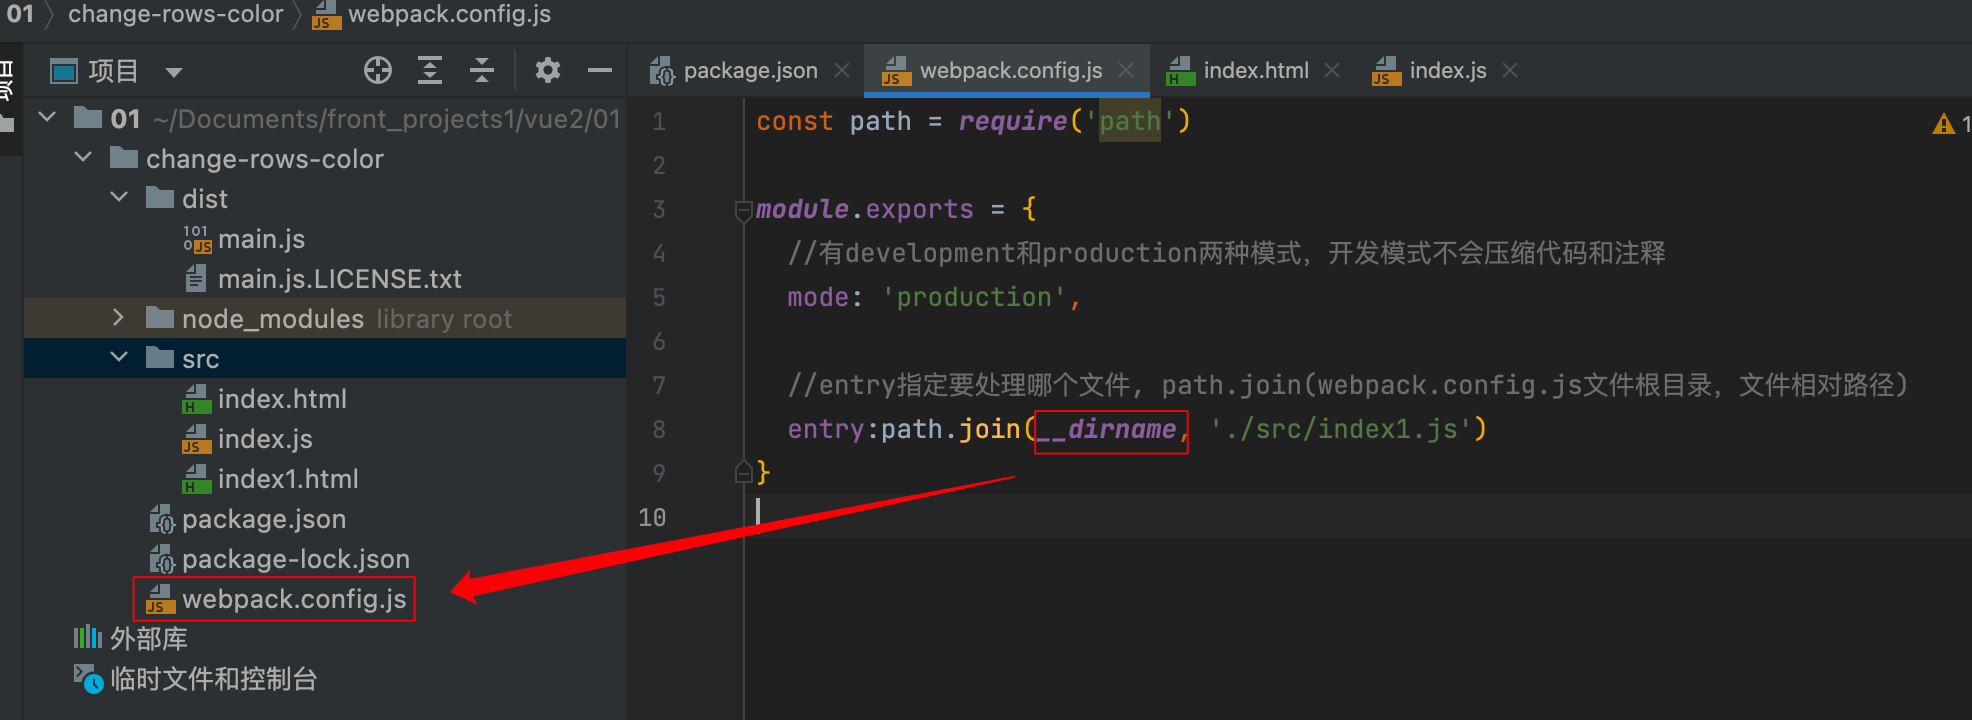 01 change-rows-color webpack.config.js
项目
项目
package.json webpack.config.js index.html index.js
01 ~/Documents/front_projects1/vue2/01
change-rows-color
dist
main.js
main.js.LICENSE.txt
node_modules library root
src
index.html
index.js
index1.html
package.json
package-lock.json
webpack.config.js
外部库
临时文件和控制台
1 const path = require('path')
2
3 module.exports = {
4 //有development和production两种模式，开发模式不会压缩代码和注释
5 mode: 'production',
6
7 //entry指定要处理哪个文件，path.join(webpack.config.js文件根目录，文件相对路径)
8 entry:path.join(__dirname, './src/index1.js')
9 }
10
1